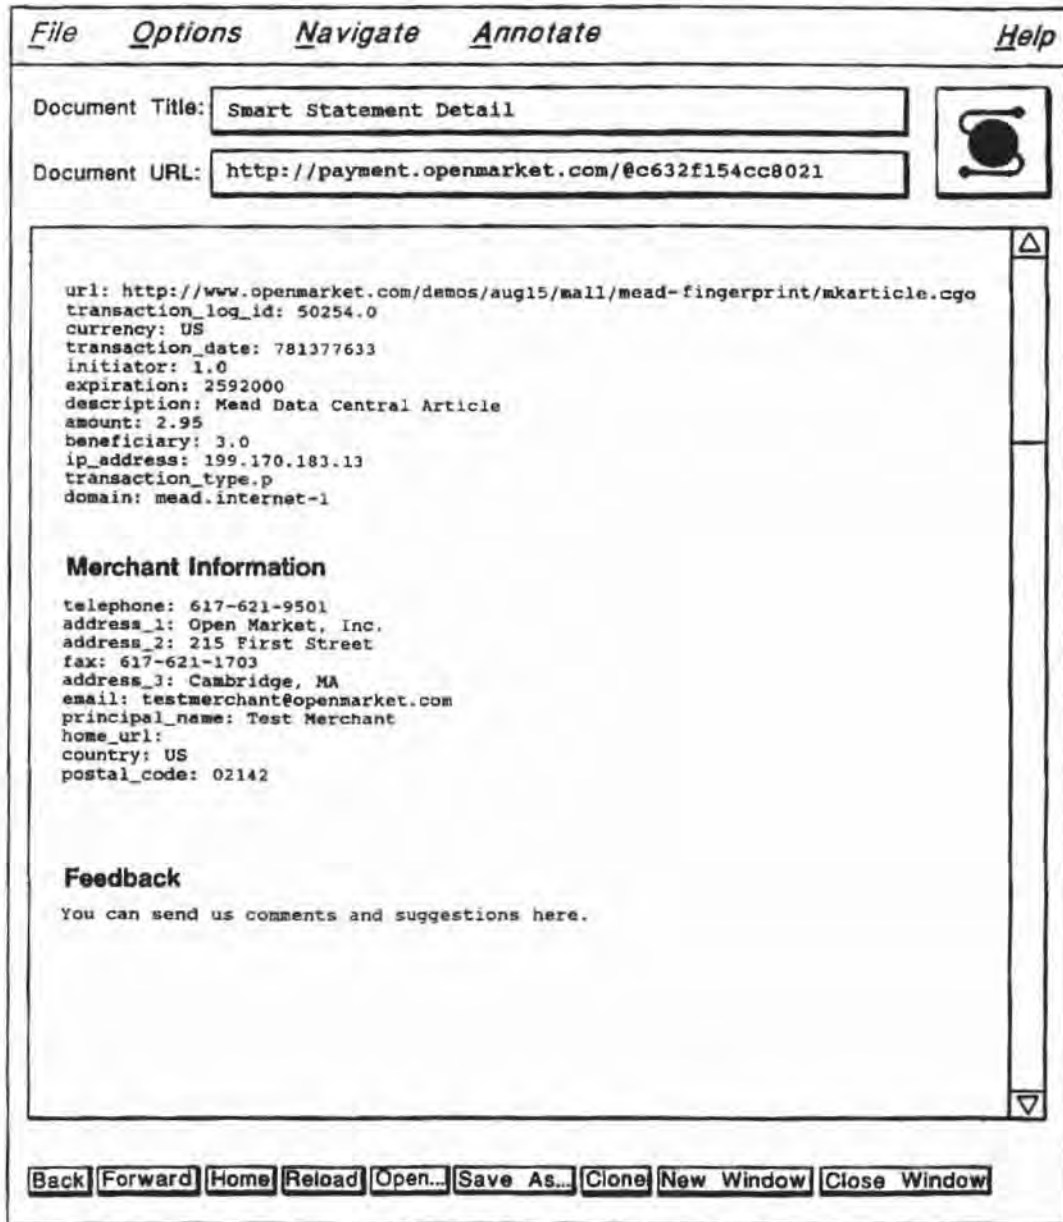 File Options Navigate Annotate Help
Document Title: Smart Statement Detail
Document URL: http://payment.openmarket.com/@c632f154cc8021
url: http://www.openmarket.com/demos/aug15/mall/mead-fingerprint/mkarticle.cgo
transaction_log_id: 50254.0
currency: US
transaction_date: 781377633
initiator: 1.0
expiration: 2592000
description: Mead Data Central Article
amount: 2.95
beneficiary: 3.0
ip_address: 199.170.183.13
transaction_type.p
domain: mead.internet-1
Merchant Information
telephone: 617-621-9501
address_1: Open Market, Inc.
address_2: 215 First Street
fax: 617-621-1703
address_3: Cambridge, MA
email: testmerchant@openmarket.com
principal_name: Test Merchant
home_url:
country: US
postal_code: 02142
Feedback
You can send us comments and suggestions here.
Back Forward Home Reload Open... Save As... Clone New Window Close Window